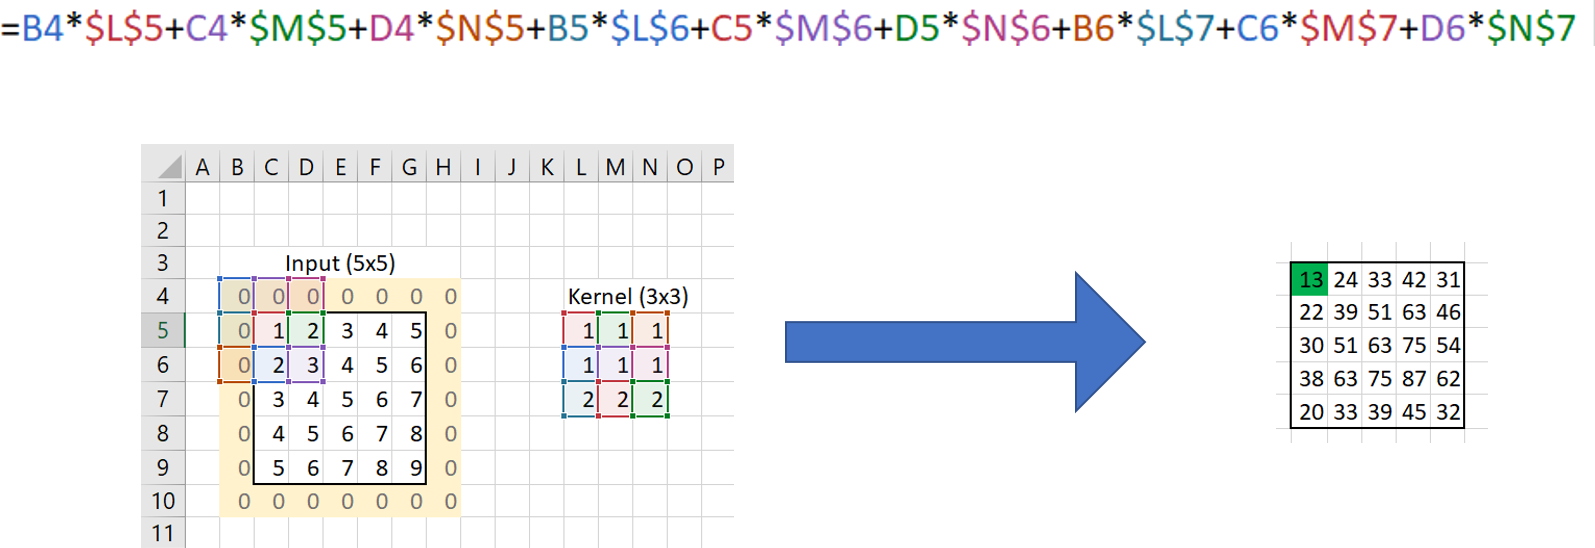 =B4*$L$5+C4*$M$5+D4*$N$5+B5*$L$6+C5*$M$6+D5*$N$6+B6*$L$7+C6*$M$7+D6*$N$7
A B C D E F G H I J K L M N O P
1
2
3 Input (5x5)
4 0 0 0 0 0 0 0 Kernel (3x3) 13 24 33 42 31
5 0 1 2 3 4 5 0 1 1 1 22 39 51 63 46
6 0 2 3 4 5 6 0 1 1 1 30 51 63 75 54
7 0 3 4 5 6 7 0 2 2 2 38 63 75 87 62
8 0 4 5 6 7 8 0 20 33 39 45 32
9 0 5 6 7 8 9 0
10 0 0 0 0 0 0 0
11